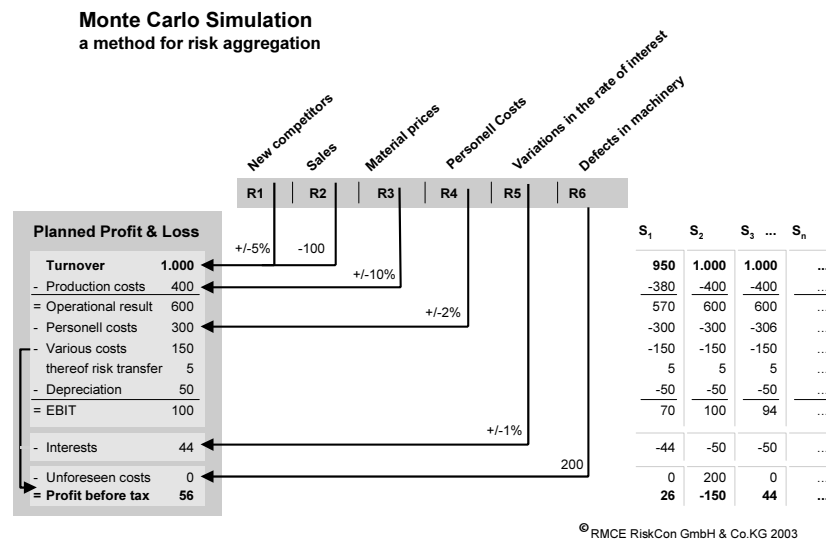 Monte Carlo Simulation
a method for risk aggregation
New competitors
Sales
Material prices
Personell Costs
Variations in the rate of interest
Defects in machinery
R1 R2 R3 R4 R5 R6
Planned Profit & Loss
+/-5% -100
+/-10%
+/-2%
+/-1%
200
Turnover 1.000
- Production costs 400
= Operational result 600
- Personell costs 300
- Various costs 150
thereof risk transfer 5
- Depreciation 50
= EBIT 100
- Interests 44
- Unforeseen costs 0
= Profit before tax 56
S1 S2 S3 ... Sn
950 1.000 1.000 ...
-380 -400 -400 ...
570 600 600 ...
-300 -300 -306 ...
-150 -150 -150 ...
5 5 5 ...
-50 -50 -50 ...
70 100 94 ...
-44 -50 -50 ...
0 200 0 ...
26 -150 44 ...
© RMCE RiskCon GmbH & Co.KG 2003